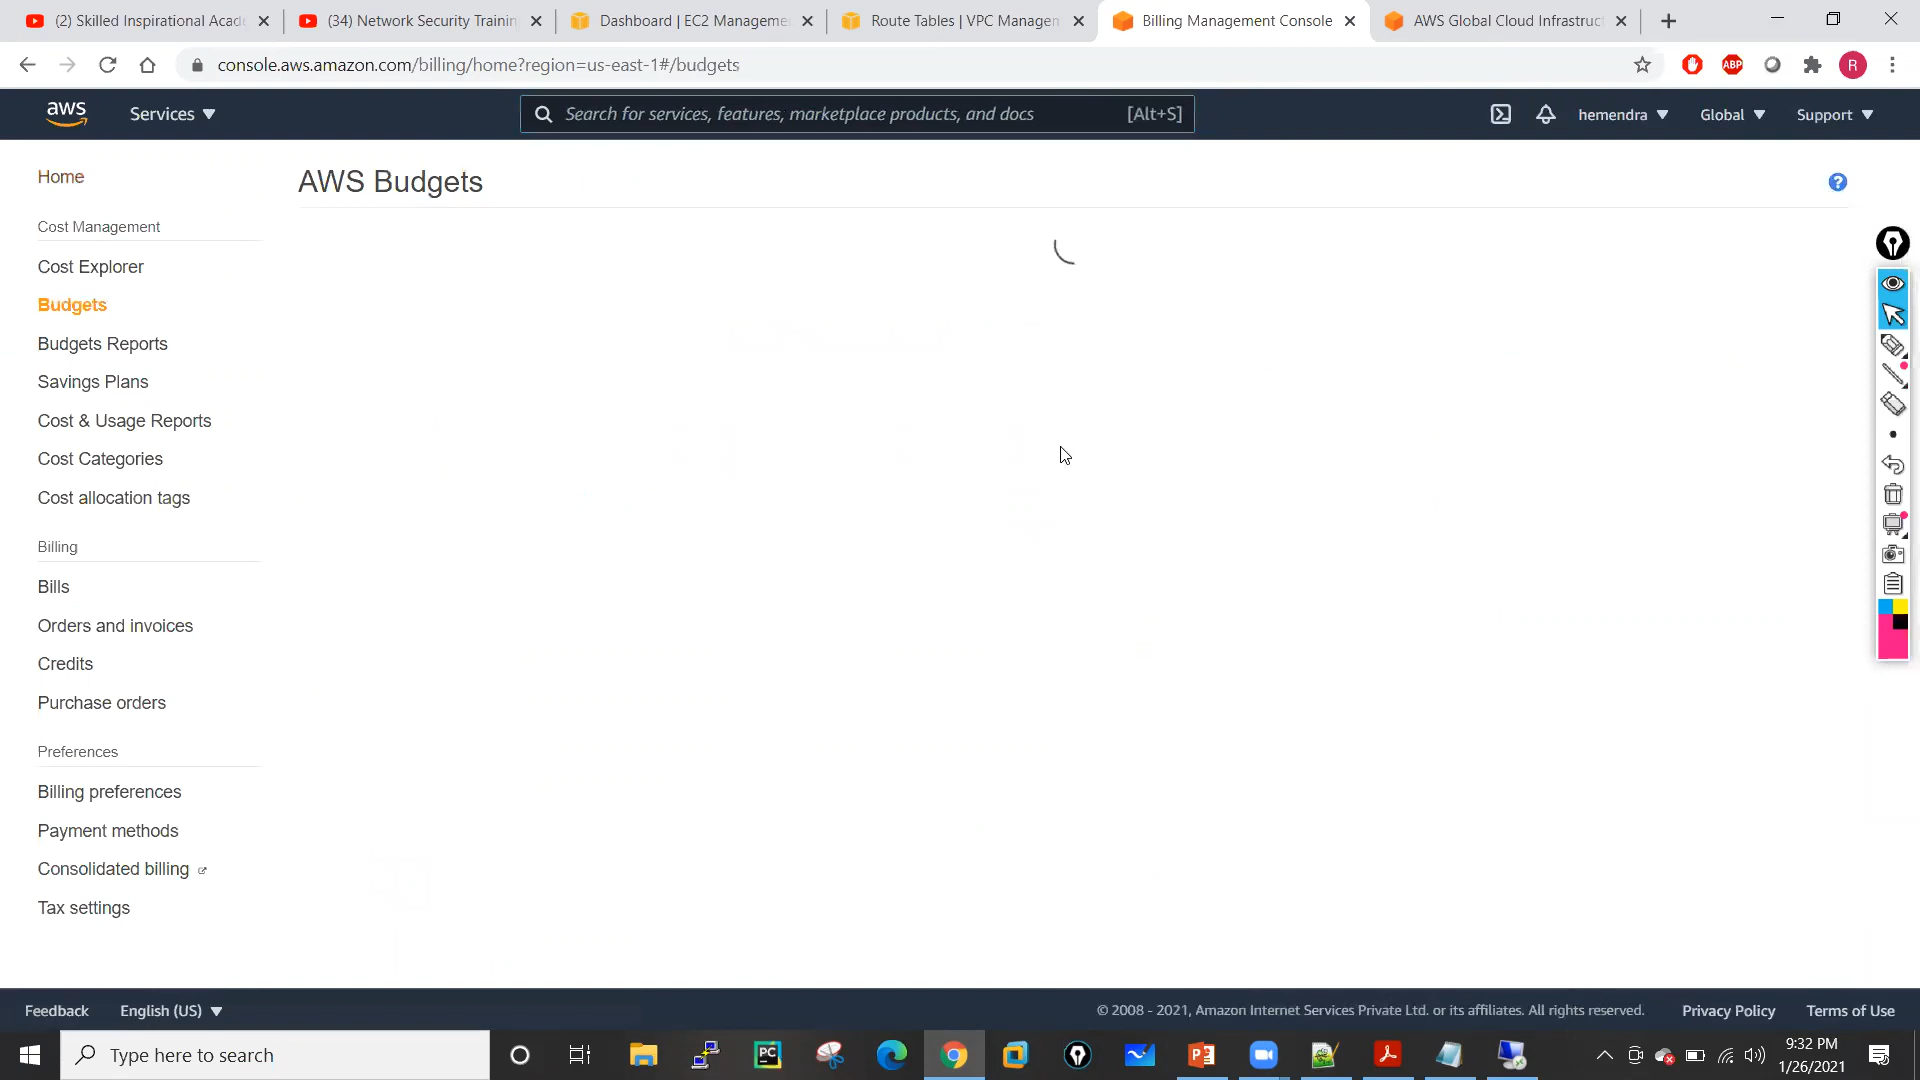 (2) Skilled Inspirational Acad
(34) Network Security Trainin
Dashboard | EC2 Manageme
Route Tables | VPC Managem
Billing Management Console
AWS Global Cloud Infrastruct
console.aws.amazon.com/billing/home?region=us-east-1#/budgets
ABP
R
aws
Services
Search for services, features, marketplace products, and docs
[Alt+S]
hemendra
Global
Support
Home
AWS Budgets
?
Cost Management
Cost Explorer
Budgets
Budgets Reports
Savings Plans
Cost & Usage Reports
Cost Categories
Cost allocation tags
Billing
Bills
Orders and invoices
Credits
Purchase orders
Preferences
Billing preferences
Payment methods
Consolidated billing
Tax settings
Feedback
English (US)
© 2008 - 2021, Amazon Internet Services Private Ltd. or its affiliates. All rights reserved.
Privacy Policy
Terms of Use
Type here to search
PC
9:32 PM
1/26/2021